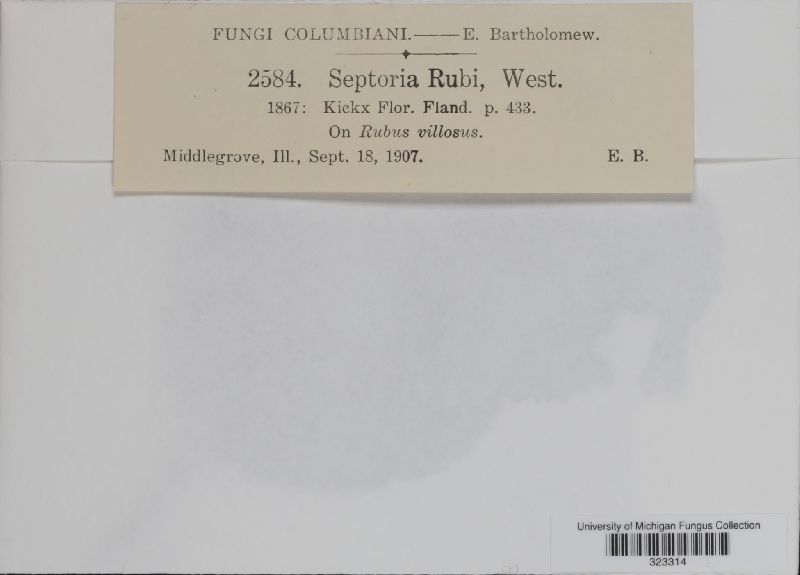 FUNGI COLUMBIANI.——E. Bartholomew.
2584. Septoria Rubi, West.
1867: Kickx Flor. Fland. p. 433.
On Rubus villosus.
Middlegrove, Ill., Sept. 18, 1907. E. B.
University of Michigan Fungus Collection
323314